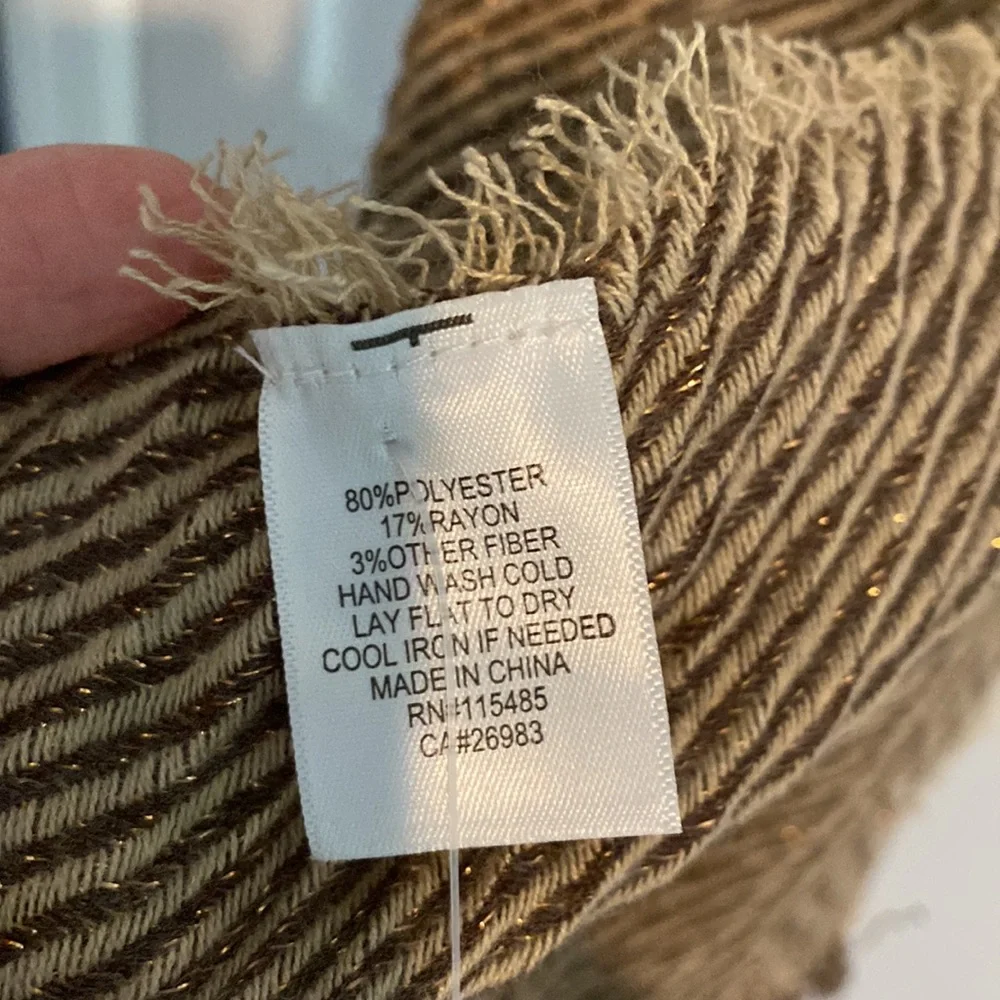 80%POLYESTER
17%RAYON
3%OTHER FIBER
HAND WASH COLD
LAY FLAT TO DRY
COOL IRON IF NEEDED
MADE IN CHINA
RN#115485
CA#26983